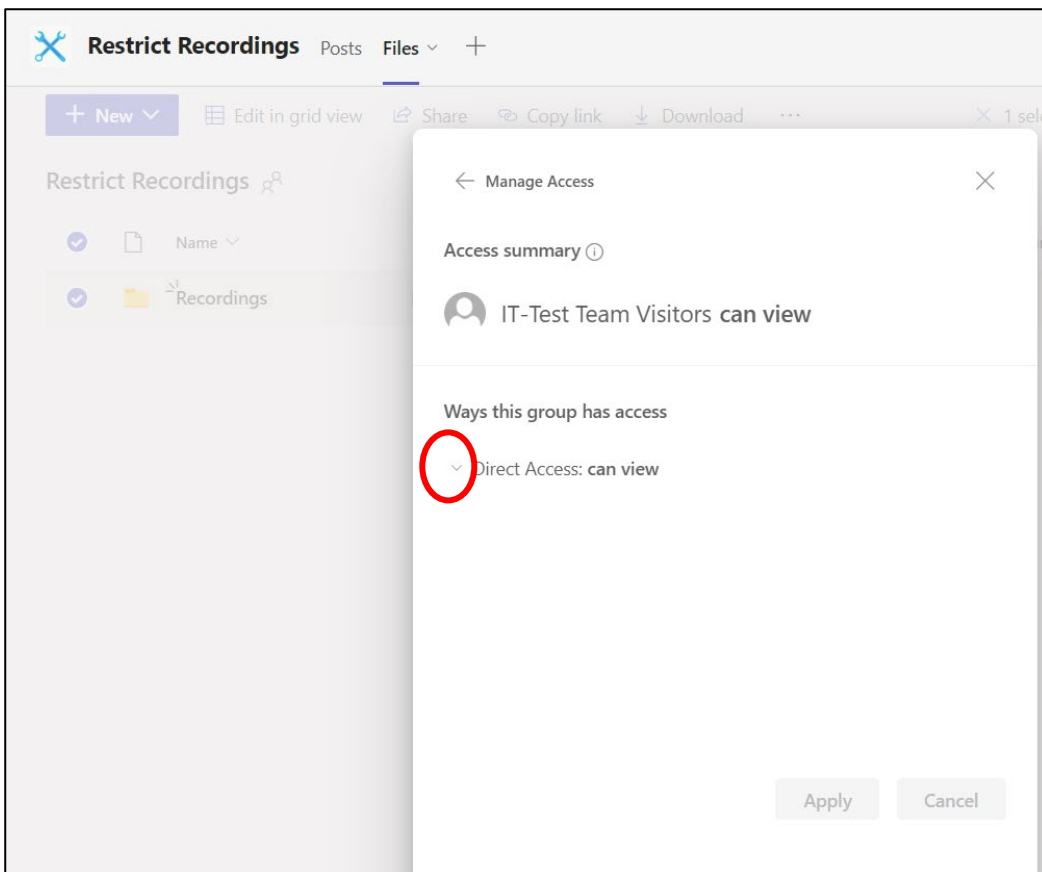 Restrict Recordings Posts Files +
+ New Edit in grid view Share Copy link Download ... × 1 sel
Restrict Recordings
Manage Access
Name
Access summary
Recordings
IT-Test Team Visitors can view
Ways this group has access
Direct Access: can view
Apply Cancel